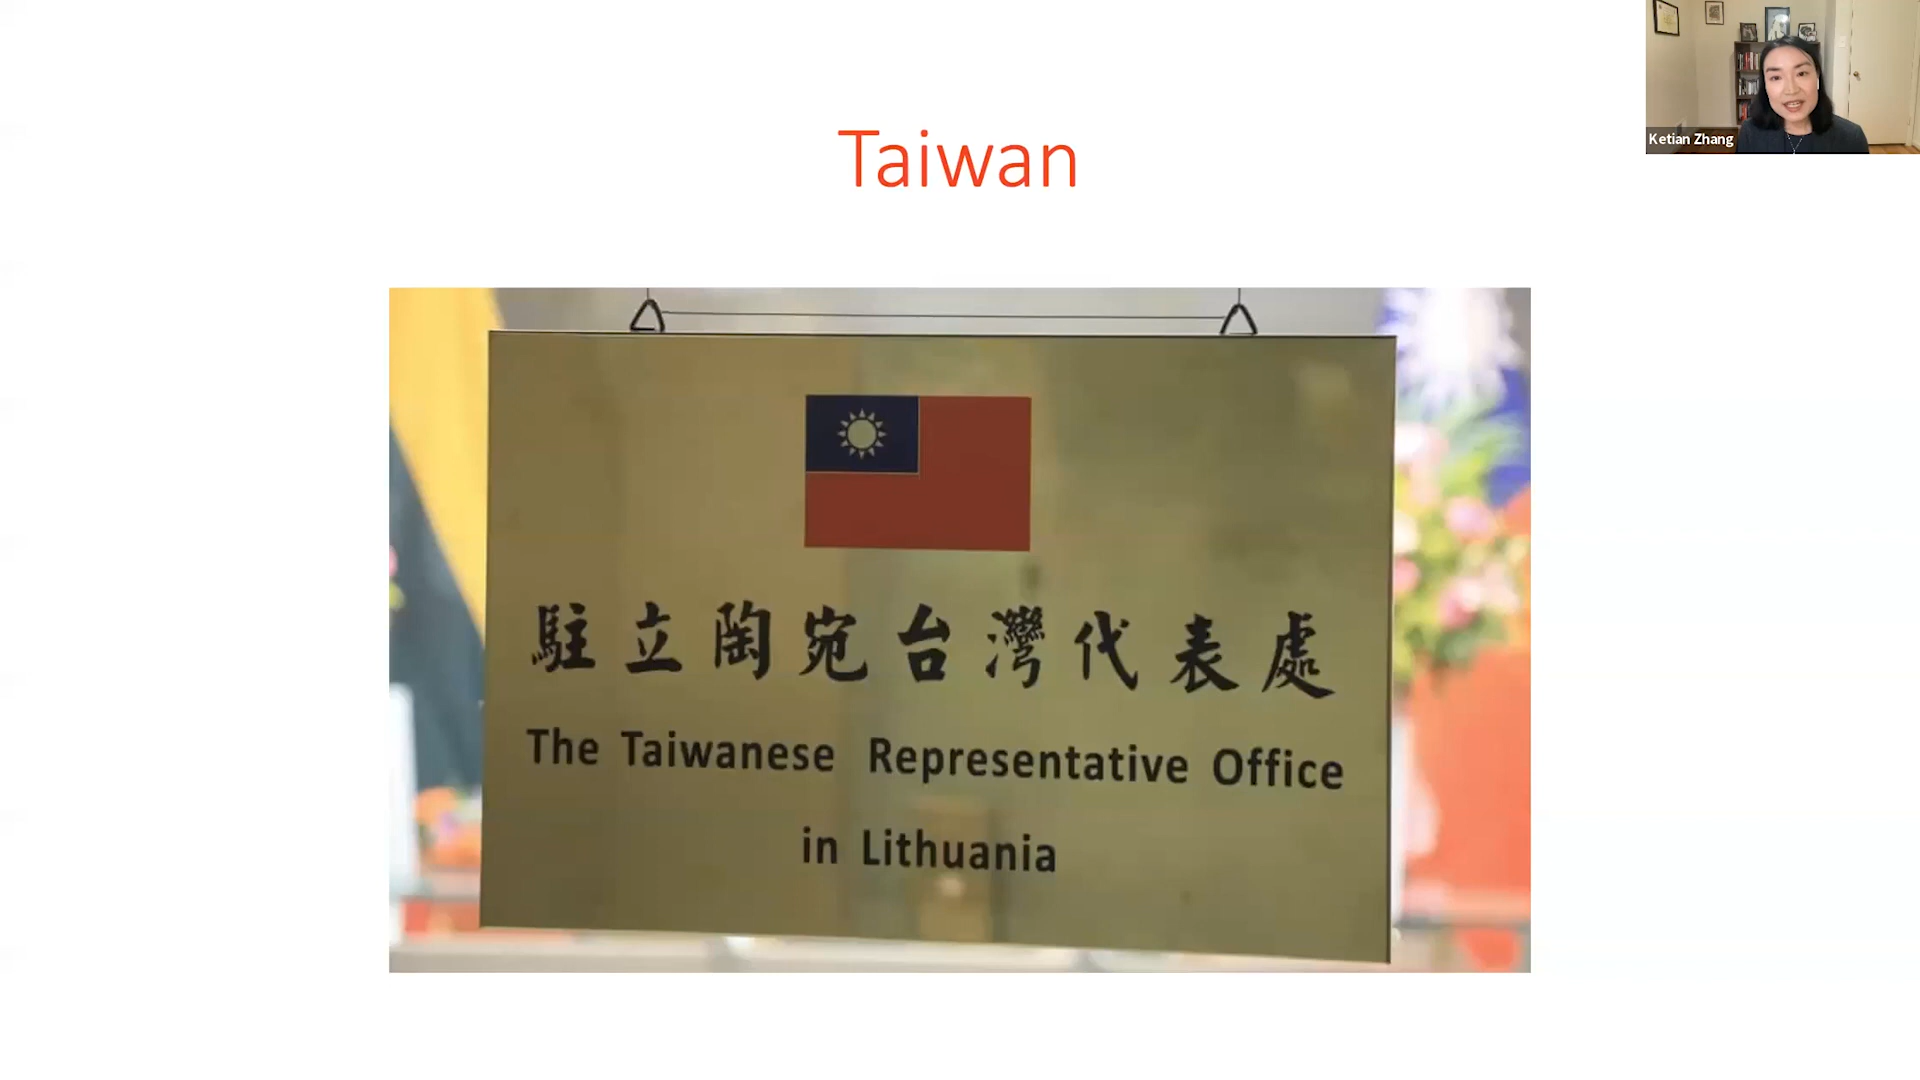 Taiwan
Ketian Zhang
駐立陶宛台灣代表處
The Taiwanese Representative Office
in Lithuania